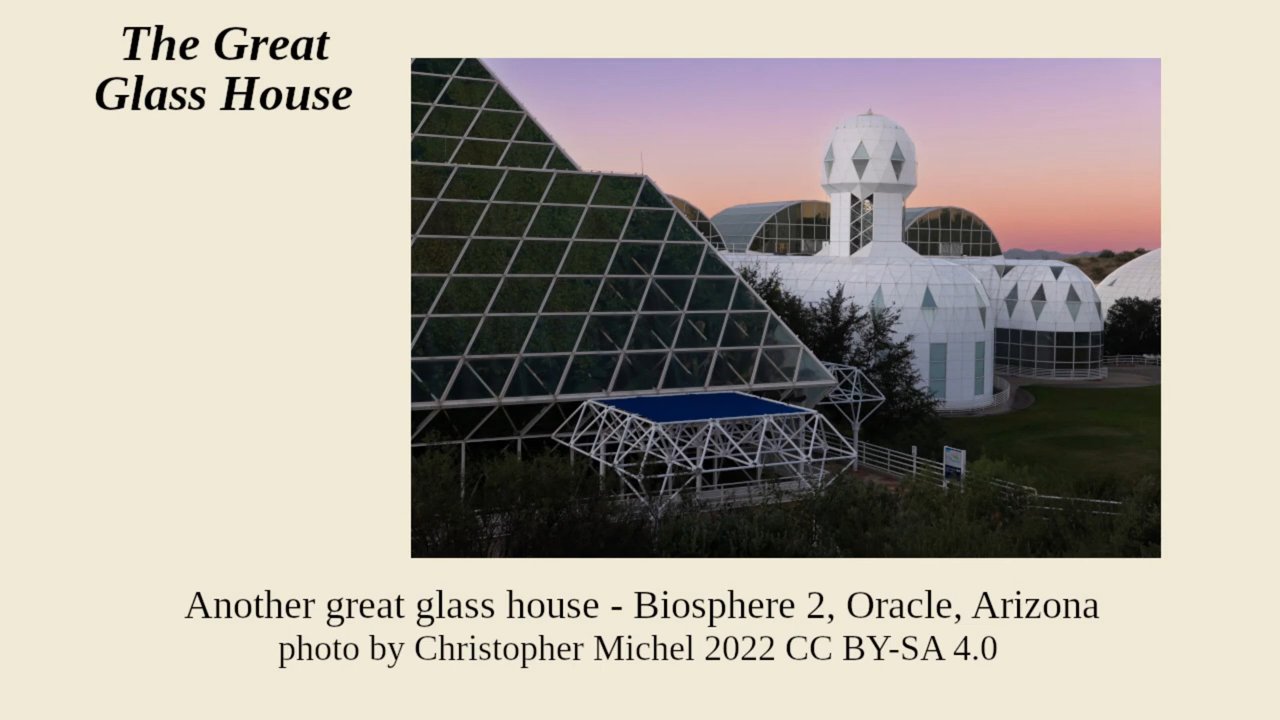 The Great
Glass House
Another great glass house - Biosphere 2, Oracle, Arizona
photo by Christopher Michel 2022 CC BY-SA 4.0